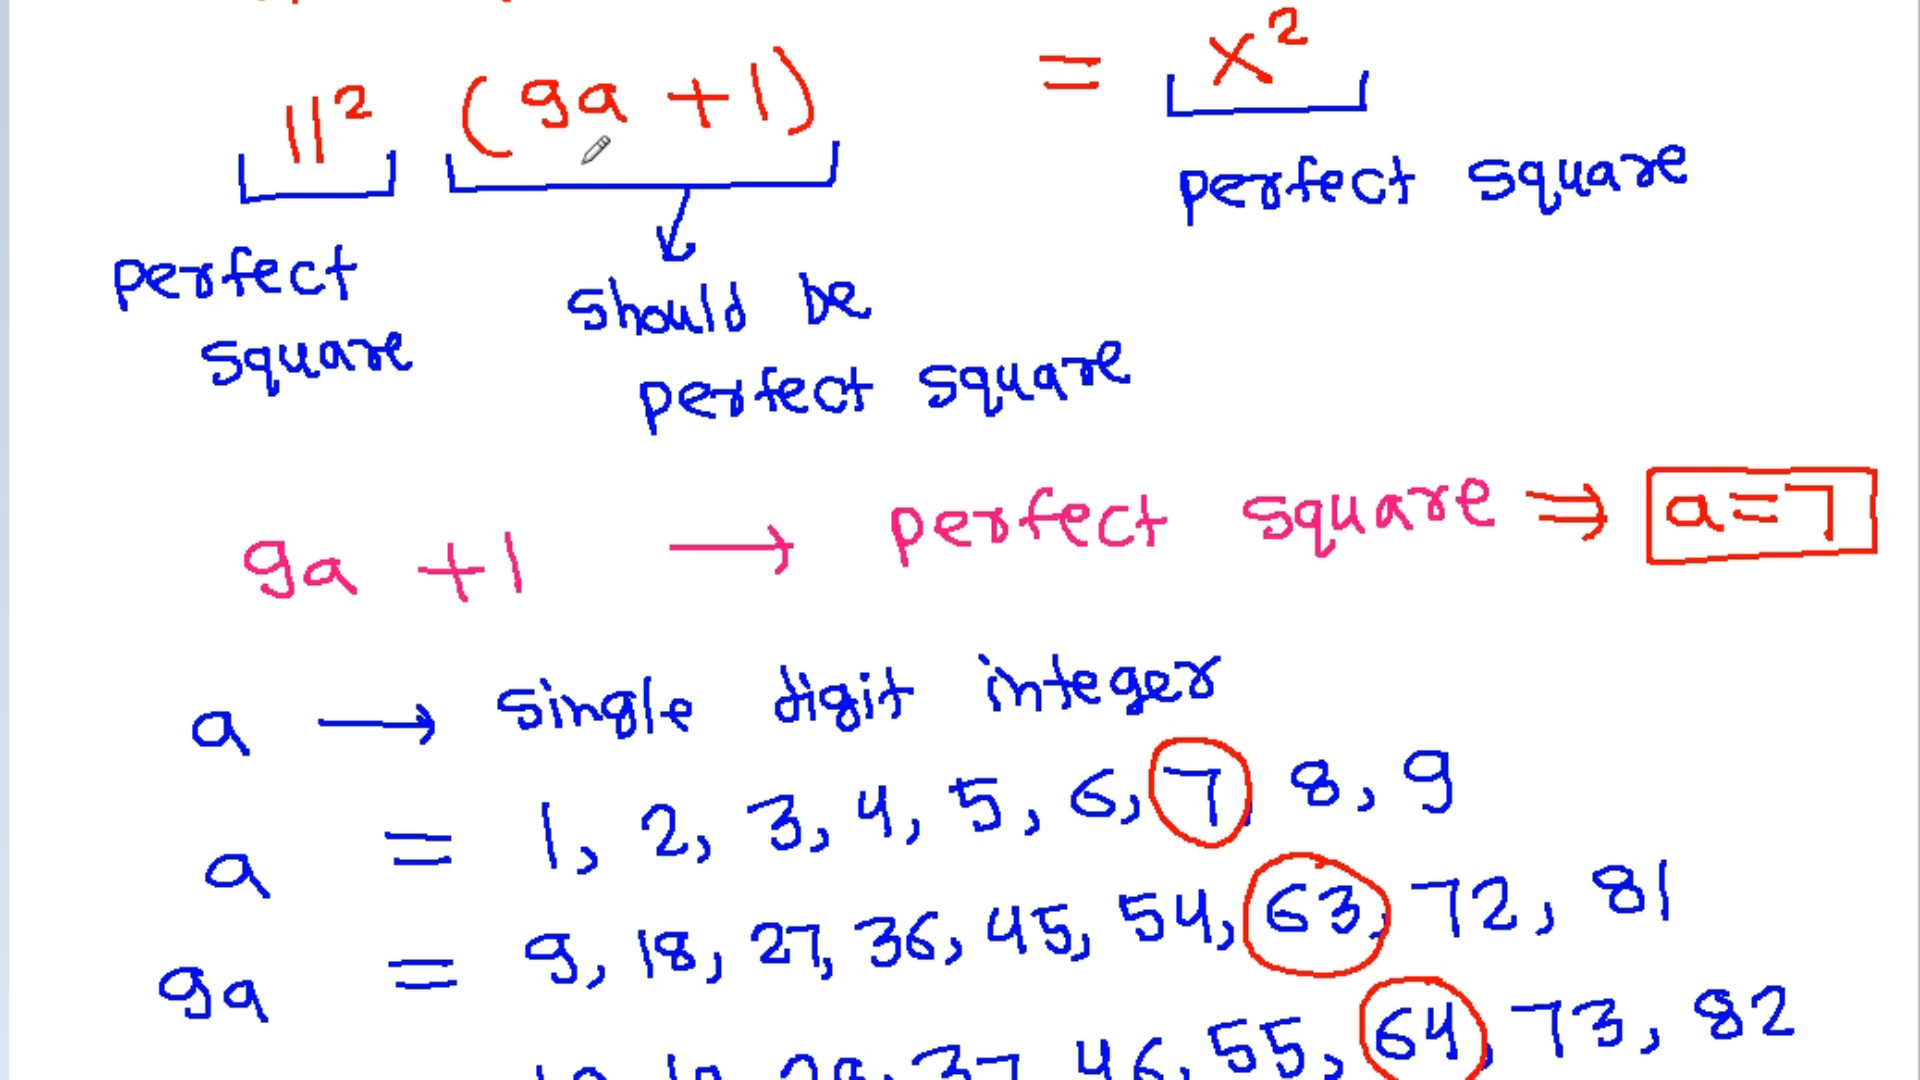 11² (9a + 1) = x²
perfect square
perfect square
should be
perfect square
9a + 1 → perfect square ⇒ a = 7
a → single digit integer
a = 1, 2, 3, 4, 5, 6, 7, 8, 9
9a = 9, 18, 27, 36, 45, 54, 63, 72, 81
55, 64, 73, 82